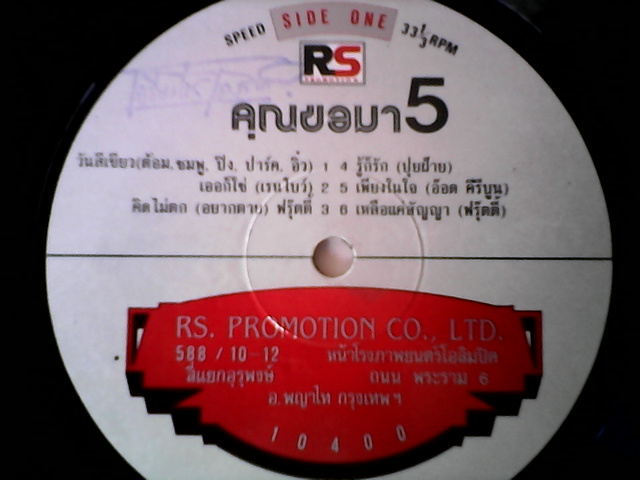 SPEED SIDE ONE 33 1/3 RPM
RS
PROMOTION
คุณขอมา 5
วันสีเขียว(ต้อม, ชมพู, ปิง, ปาร์ค, อิ๋ว) 1 4 รู้ก็รัก (ปุยฝ้าย)
เออก็ใช่ (เรนโบว์) 2 5 เพียงในใจ (อ๊อด คีรีบูน)
คิดไม่ตก (อยากตาย) ฟรุ๊ตตี้ 3 6 เหลือแค่สัญญา (ฟรุ๊ตตี้)
RS. PROMOTION CO., LTD.
588 / 10-12 หน้าโรงภาพยนตร์โอลิมปิค
สี่แยกอุรุพงษ์ ถนน พระราม 6
อ.พญาไท กรุงเทพฯ
10400